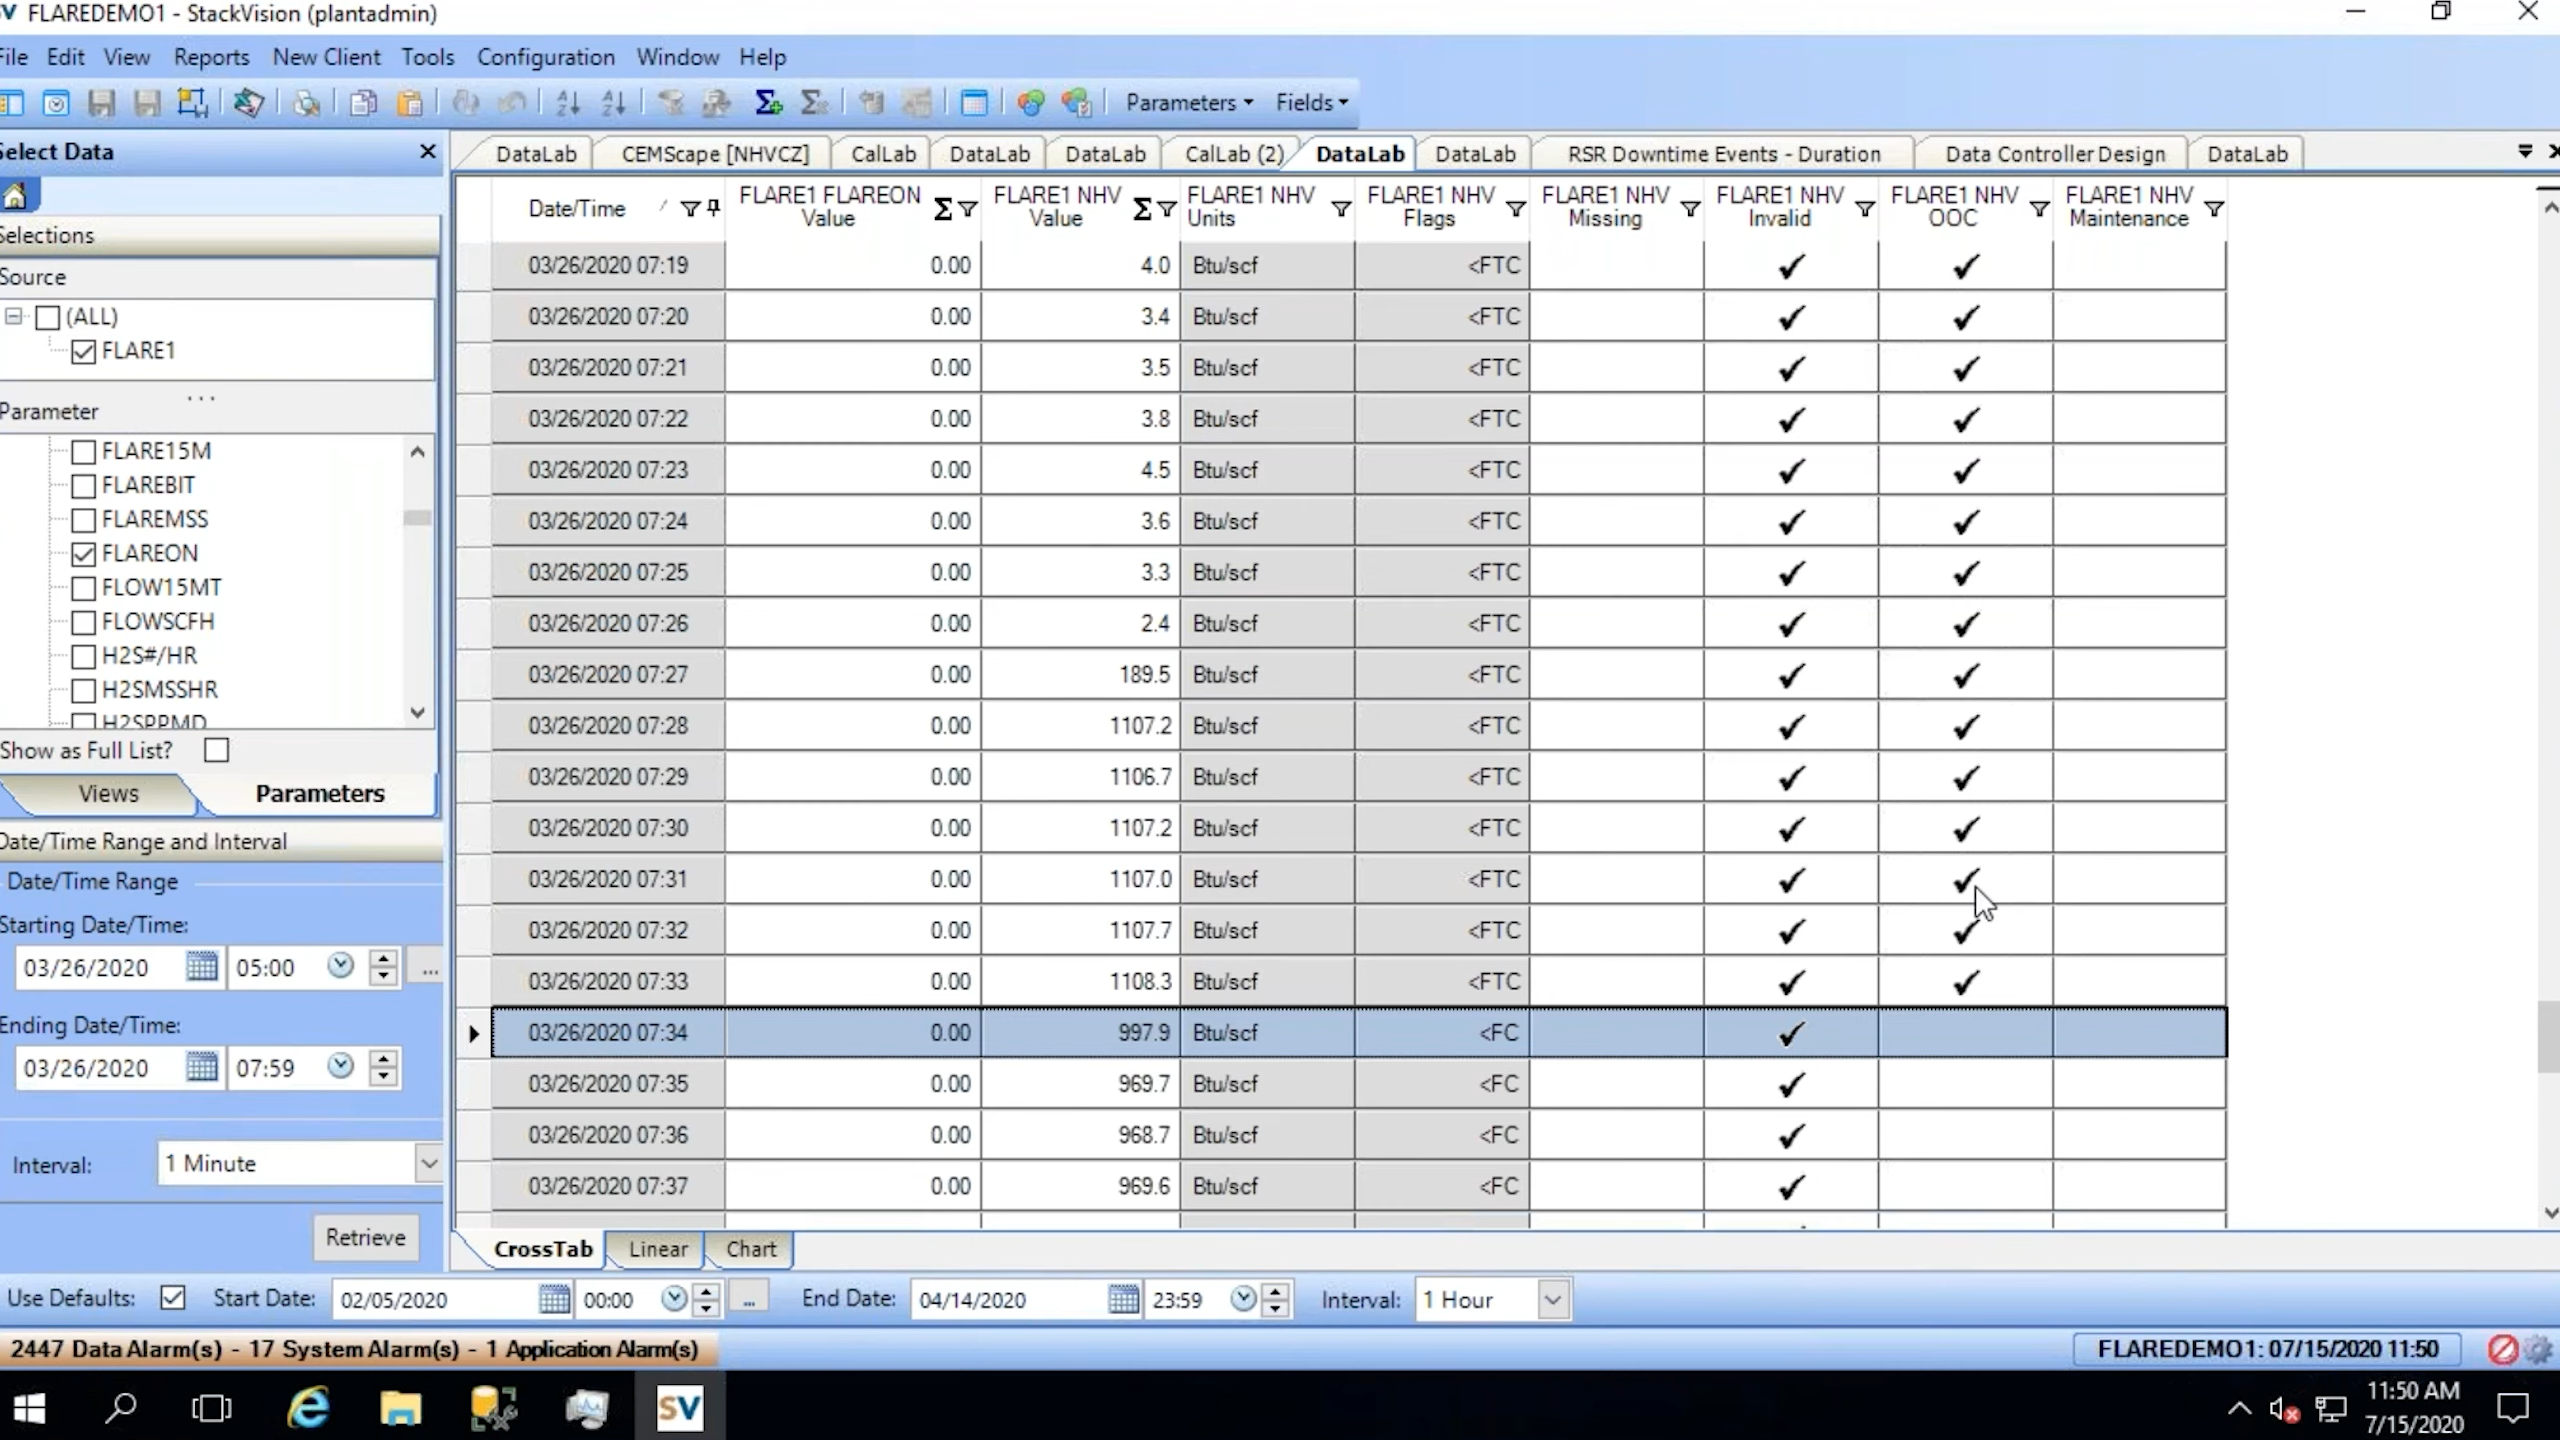 FLAREDEMO1 - StackVision (plantadmin)
File Edit View Reports New Client Tools Configuration Window Help
Parameters Fields
Select Data
DataLab CEMScape [NHVCZ] CalLab DataLab DataLab CalLab (2) DataLab DataLab RSR Downtime Events - Duration Data Controller Design DataLab
Selections
Source
(ALL)
FLARE1
Parameter
FLARE15M
FLAREBIT
FLAREMSS
FLAREON
FLOW15MT
FLOWSCFH
H2S#/HR
H2SMSSHR
H2SPPMD
Show as Full List?
Views Parameters
Date/Time Range and Interval
Date/Time Range
Starting Date/Time:
03/26/2020 05:00 ...
Ending Date/Time:
03/26/2020 07:59
Interval: 1 Minute
Retrieve
Date/Time FLARE1 FLAREON Value Σ FLARE1 NHV Value Σ FLARE1 NHV Units FLARE1 NHV Flags FLARE1 NHV Missing FLARE1 NHV Invalid FLARE1 NHV OOC FLARE1 NHV Maintenance
03/26/2020 07:19 0.00 4.0 Btu/scf <FTC ✓ ✓
03/26/2020 07:20 0.00 3.4 Btu/scf <FTC ✓ ✓
03/26/2020 07:21 0.00 3.5 Btu/scf <FTC ✓ ✓
03/26/2020 07:22 0.00 3.8 Btu/scf <FTC ✓ ✓
03/26/2020 07:23 0.00 4.5 Btu/scf <FTC ✓ ✓
03/26/2020 07:24 0.00 3.6 Btu/scf <FTC ✓ ✓
03/26/2020 07:25 0.00 3.3 Btu/scf <FTC ✓ ✓
03/26/2020 07:26 0.00 2.4 Btu/scf <FTC ✓ ✓
03/26/2020 07:27 0.00 189.5 Btu/scf <FTC ✓ ✓
03/26/2020 07:28 0.00 1107.2 Btu/scf <FTC ✓ ✓
03/26/2020 07:29 0.00 1106.7 Btu/scf <FTC ✓ ✓
03/26/2020 07:30 0.00 1107.2 Btu/scf <FTC ✓ ✓
03/26/2020 07:31 0.00 1107.0 Btu/scf <FTC ✓ ✓
03/26/2020 07:32 0.00 1107.7 Btu/scf <FTC ✓ ✓
03/26/2020 07:33 0.00 1108.3 Btu/scf <FTC ✓ ✓
03/26/2020 07:34 0.00 997.9 Btu/scf <FC ✓
03/26/2020 07:35 0.00 969.7 Btu/scf <FC ✓
03/26/2020 07:36 0.00 968.7 Btu/scf <FC ✓
03/26/2020 07:37 0.00 969.6 Btu/scf <FC ✓
CrossTab Linear Chart
Use Defaults: Start Date: 02/05/2020 00:00 ... End Date: 04/14/2020 23:59 Interval: 1 Hour
2447 Data Alarm(s) - 17 System Alarm(s) - 1 Application Alarm(s) FLAREDEMO1: 07/15/2020 11:50
SV
11:50 AM
7/15/2020